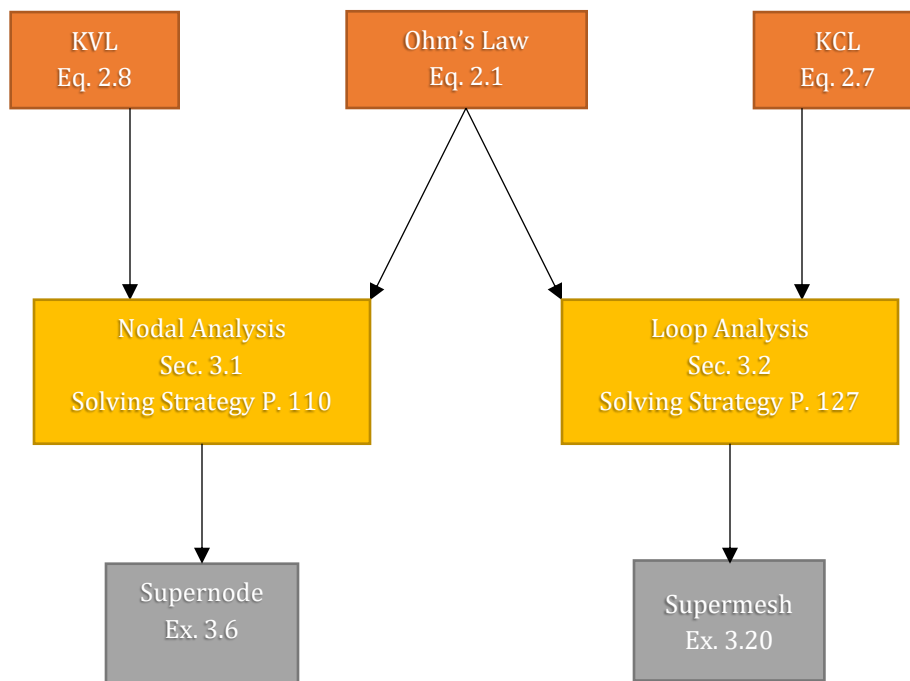 KVL
Eq. 2.8
Ohm's Law
Eq. 2.1
KCL
Eq. 2.7
Nodal Analysis
Sec. 3.1
Solving Strategy P. 110
Loop Analysis
Sec. 3.2
Solving Strategy P. 127
Supernode
Ex. 3.6
Supermesh
Ex. 3.20